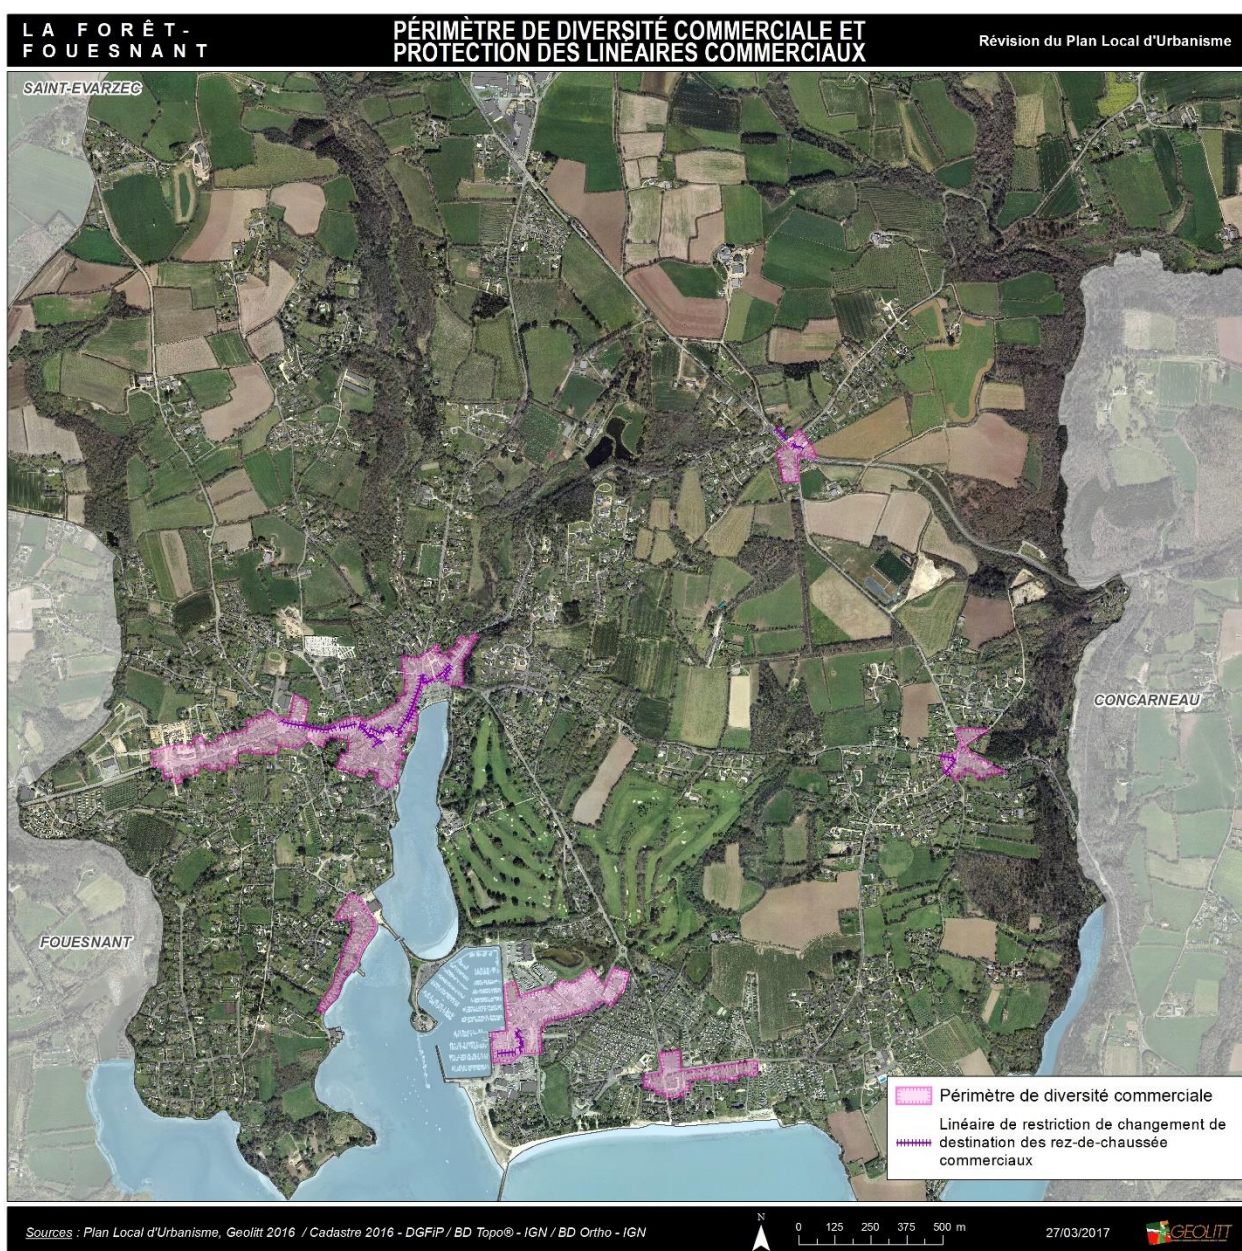 LA FORÊT-
FOUESNANT
PÉRIMÈTRE DE DIVERSITÉ COMMERCIALE ET
PROTECTION DES LINÉAIRES COMMERCIAUX
Révision du Plan Local d'Urbanisme
SAINT-EVARZEC
CONCARNEAU
FOUESNANT
Périmètre de diversité commerciale
Linéaire de restriction de changement de
destination des rez-de-chaussée
commerciaux
Sources : Plan Local d'Urbanisme, Geolitt 2016 / Cadastre 2016 - DGFiP / BD Topo® - IGN / BD Ortho - IGN
N
0 125 250 375 500 m
27/03/2017
GEOLITT